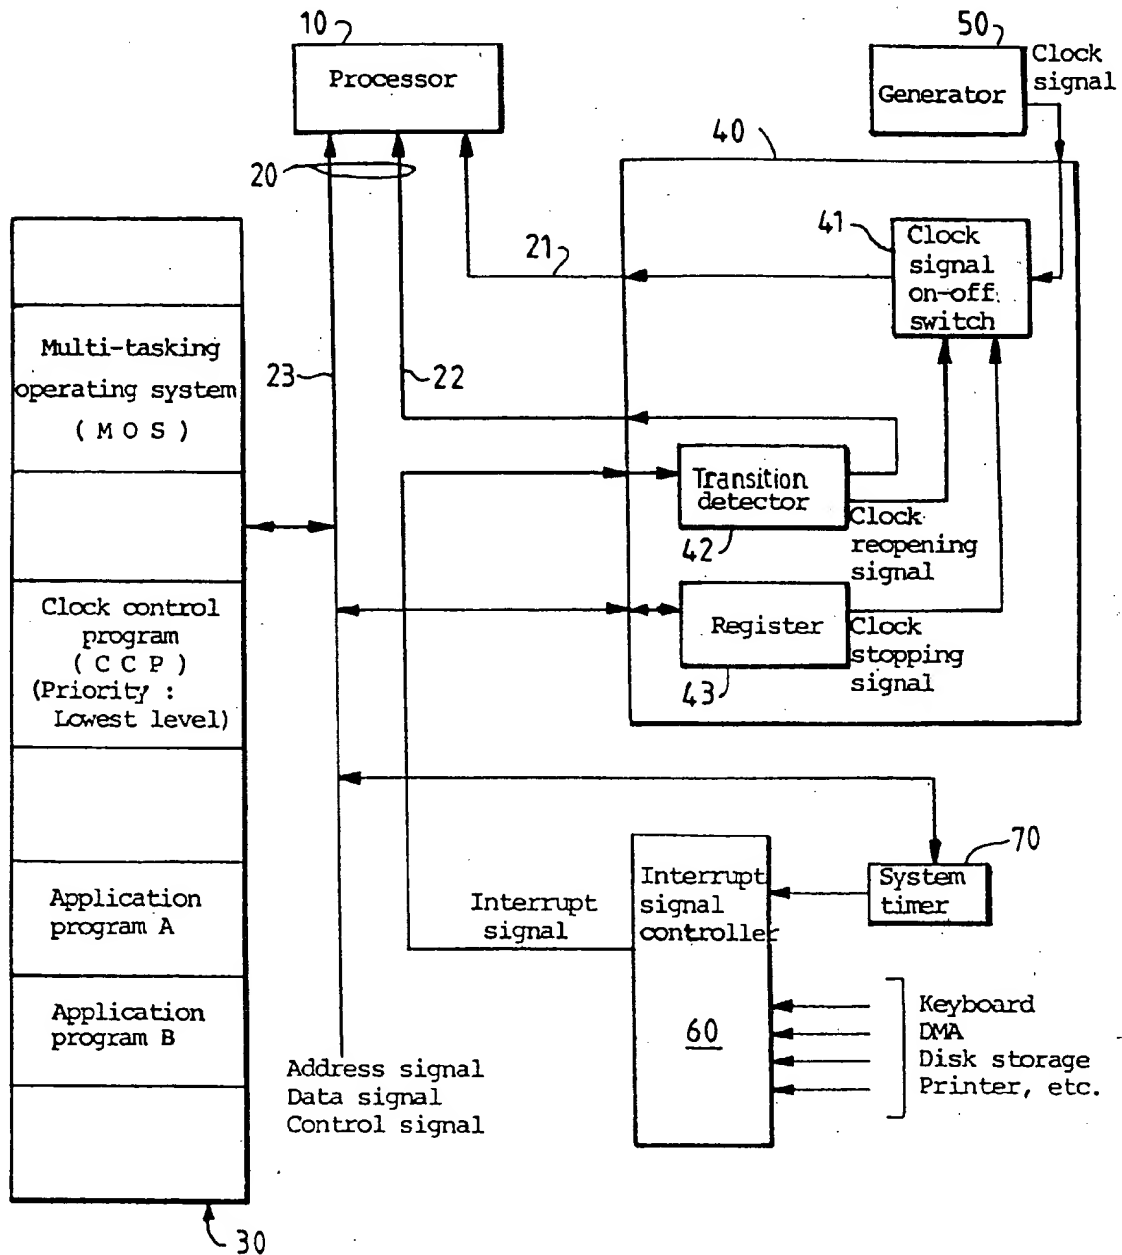 10
Processor
50
Clock
signal
Generator
40
20
41
Clock
signal
on-off
switch
21
Multi-tasking
operating system
( M O S )
23
22
Transition
detector
42
Clock
reopening
signal
Clock control
program
( C C P )
(Priority :
Lowest level)
Register
43
Clock
stopping
signal
70
System
timer
Interrupt
signal
controller
60
Interrupt
signal
Application
program A
Application
program B
Keyboard
DMA
Disk storage
Printer, etc.
Address signal
Data signal
Control signal
30